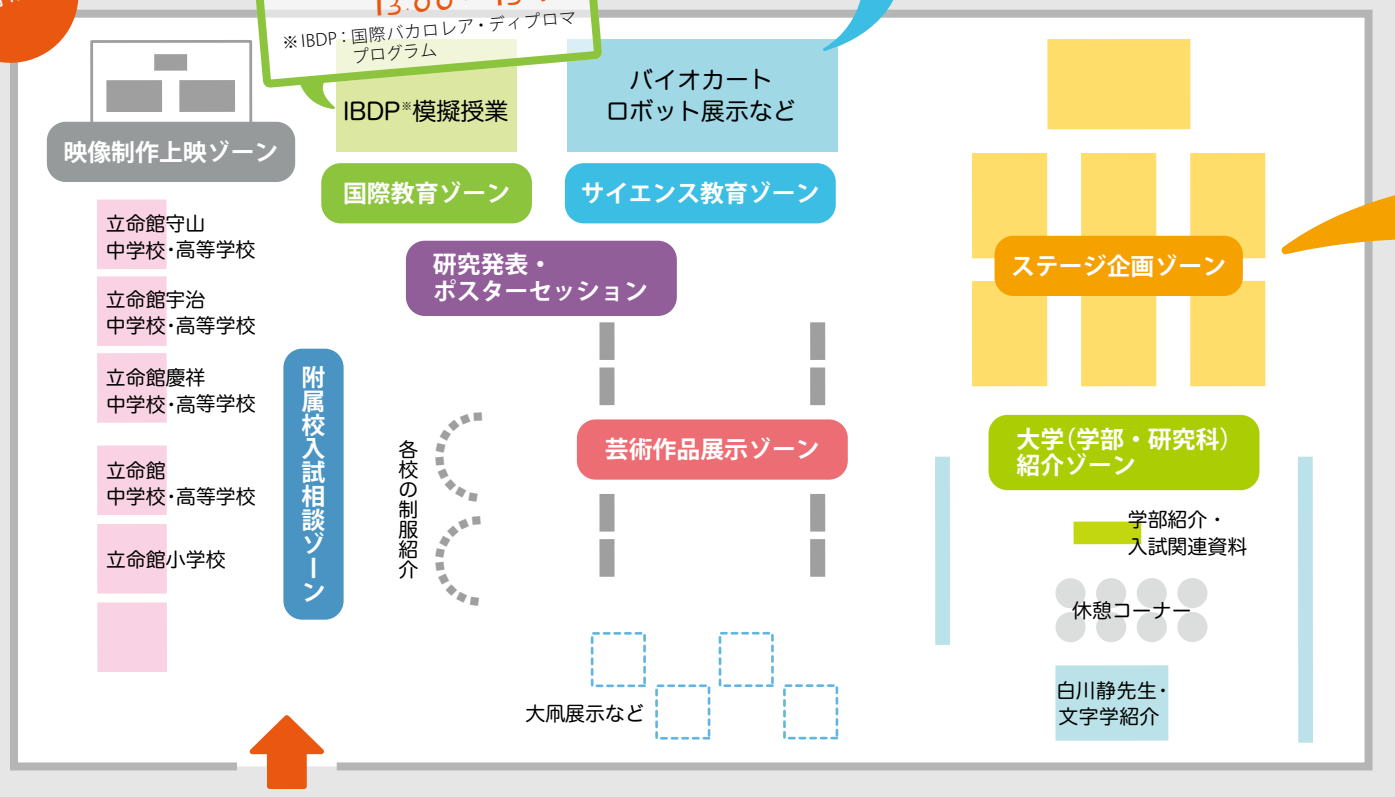 ※IBDP：国際バカロレア・ディプロマ
プログラム
IBDP※模擬授業
バイオカート
ロボット展示など
映像制作上映ゾーン
国際教育ゾーン
サイエンス教育ゾーン
立命館守山
中学校・高等学校
研究発表・
ポスターセッション
ステージ企画ゾーン
立命館宇治
中学校・高等学校
立命館慶祥
中学校・高等学校
附属校入試相談ゾーン
各校の制服紹介
芸術作品展示ゾーン
大学（学部・研究科）
紹介ゾーン
立命館
中学校・高等学校
学部紹介・
入試関連資料
立命館小学校
休憩コーナー
大凧展示など
白川静先生・
文字学紹介